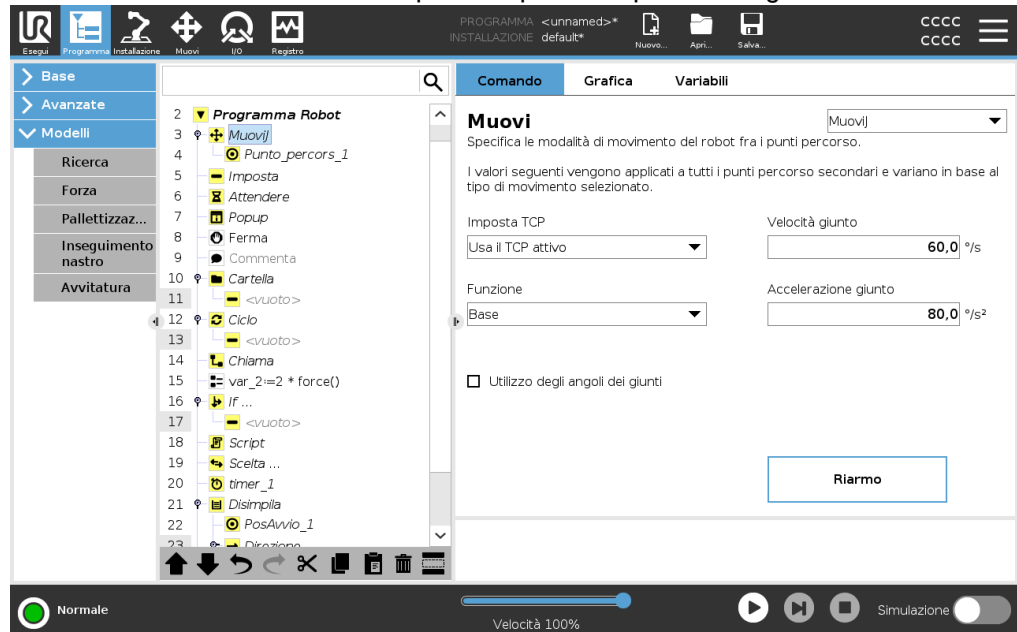 UR
PROGRAMMA <unnamed>*
INSTALLAZIONE default*
Esegui
Programma
Installazione
Muovi
I/O
Registro
Nuovo...
Apri...
Salva...
CCCC
CCCC
Base
Avanzate
Modelli
Ricerca
Forza
Pallettizzaz...
Inseguimento
nastro
Avvitatura
2 Programma Robot
3 MuoviJ
4 Punto_percors_1
5 Imposta
6 Attendere
7 Popup
8 Ferma
9 Commenta
10 Cartella
11 <vuoto>
12 Ciclo
13 <vuoto>
14 Chiama
15 var_2:=2 * force()
16 If ...
17 <vuoto>
18 Script
19 Scelta ...
20 timer_1
21 Disimpila
22 PosAvvio_1
23 Direzione
Comando
Grafica
Variabili
Muovi
MuoviJ
Specifica le modalità di movimento del robot fra i punti percorso.
I valori seguenti vengono applicati a tutti i punti percorso secondari e variano in base al
tipo di movimento selezionato.
Imposta TCP
Velocità giunto
Usa il TCP attivo
60,0 °/s
Funzione
Accelerazione giunto
Base
80,0 °/s²
Utilizzo degli angoli dei giunti
Riarmo
Normale
Velocità 100%
Simulazione